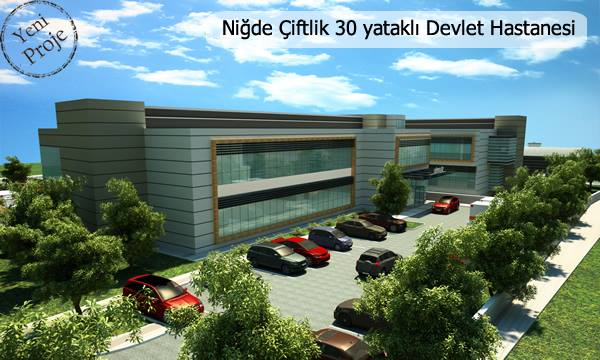 Yeni
Proje
Niğde Çiftlik 30 yataklı Devlet Hastanesi